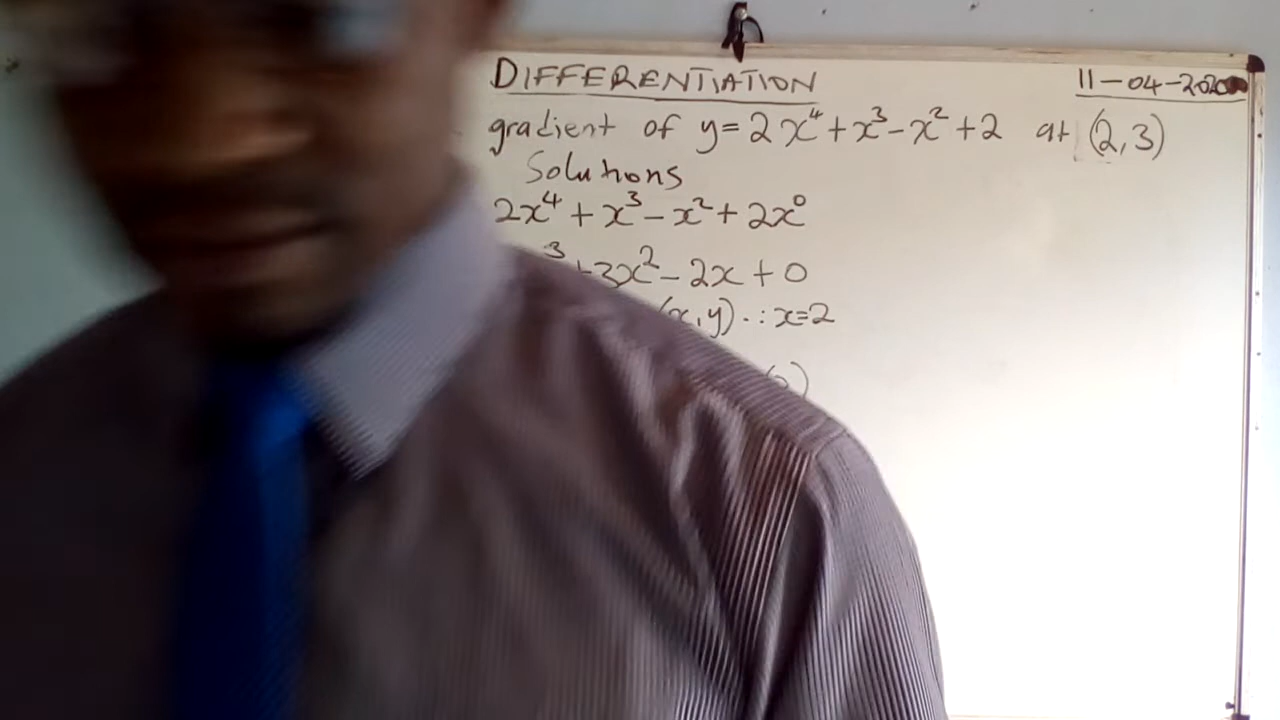 DIFFERENTIATION
11-04-2020
gradient of y=2x⁴+x³-x²+2 at (2,3)
Solutions
2x⁴+x³-x²+2x⁰
³+3x²-2x+0
(x,y) ∴ x=2